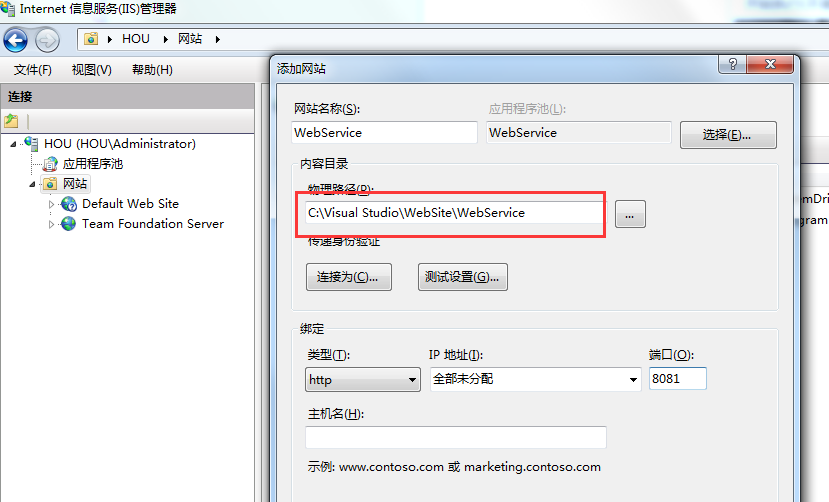 Internet 信息服务(IIS)管理器
HOU 网站
文件(F) 视图(V) 帮助(H)
连接
HOU (HOU\Administrator)
应用程序池
网站
Default Web Site
Team Foundation Server
添加网站
网站名称(S): 应用程序池(L):
WebService WebService 选择(E)...
内容目录
物理路径(P):
C:\Visual Studio\WebSite\WebService ...
传递身份验证
连接为(C)... 测试设置(G)...
绑定
类型(T): IP 地址(I): 端口(O):
http 全部未分配 8081
主机名(H):
示例: www.contoso.com 或 marketing.contoso.com
emDri
gram